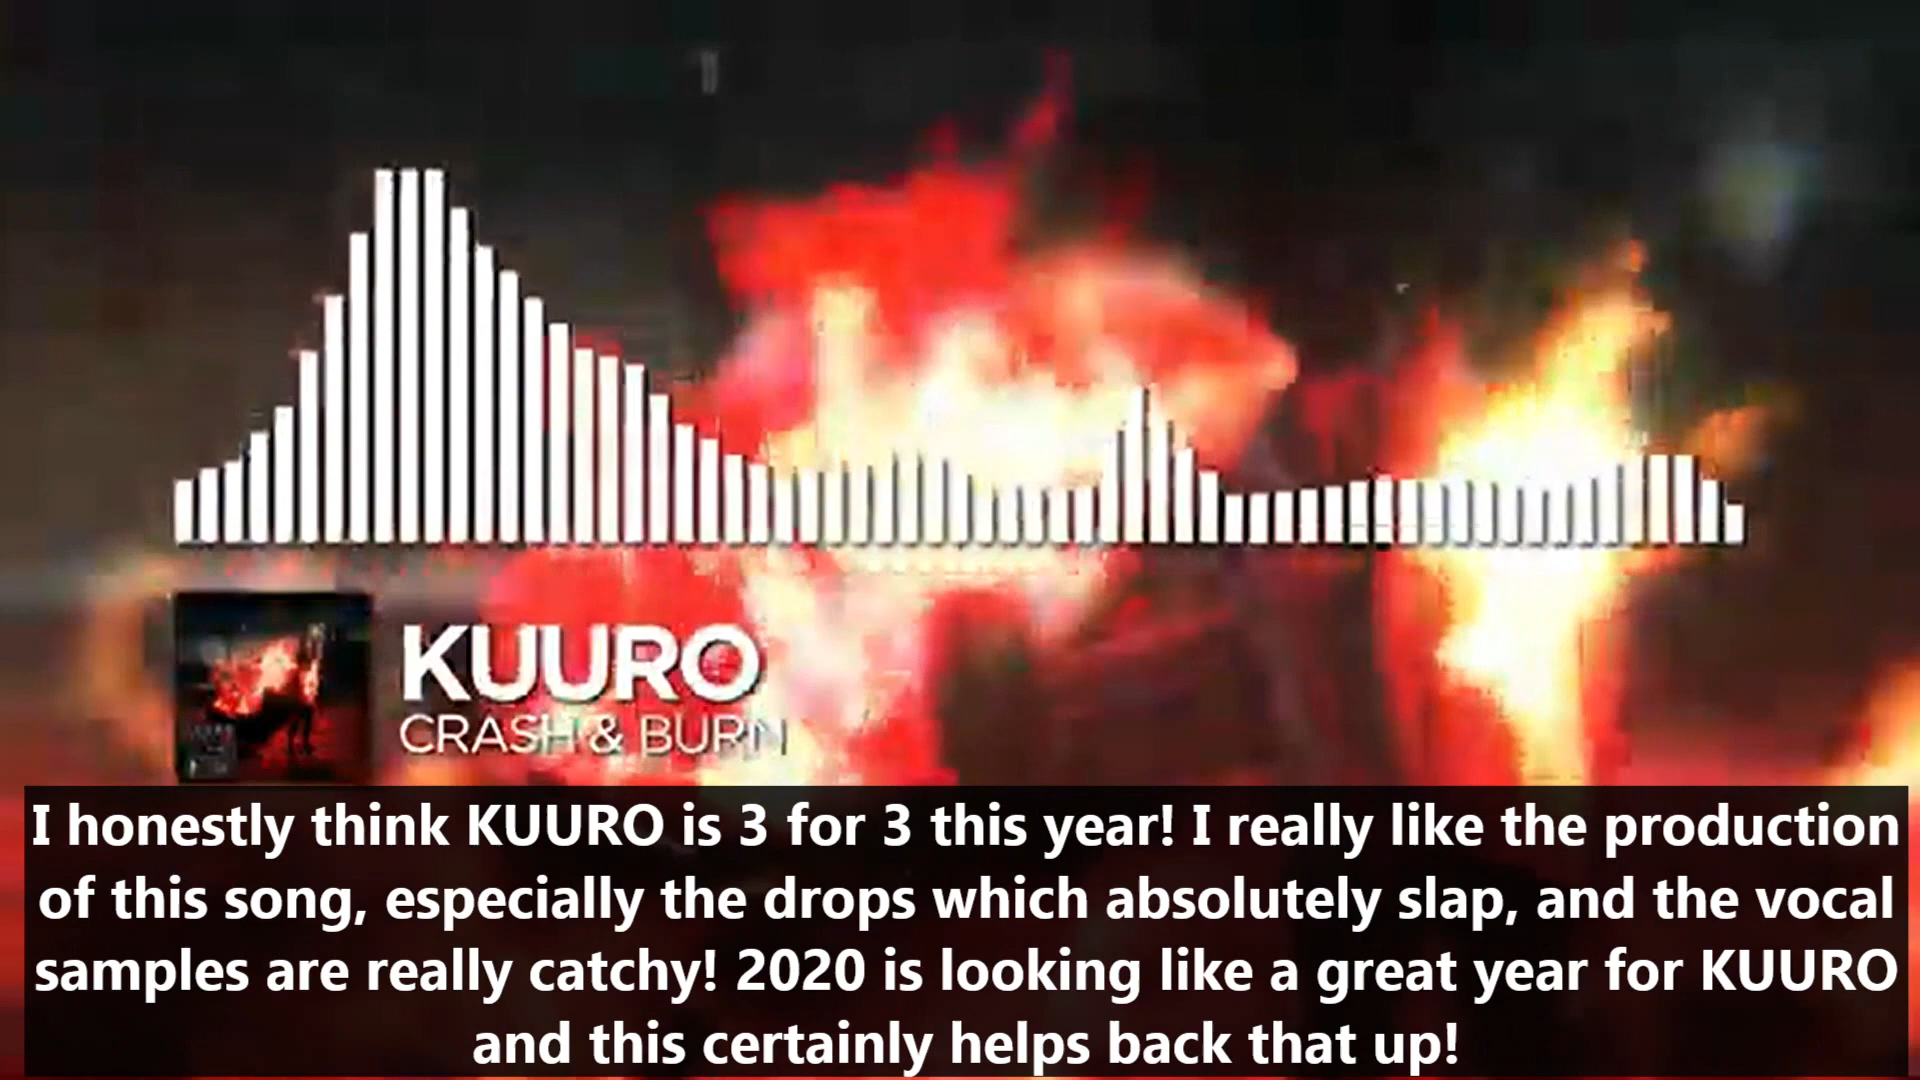 KUURO
CRASH & BURN
I honestly think KUURO is 3 for 3 this year! I really like the production
of this song, especially the drops which absolutely slap, and the vocal
samples are really catchy! 2020 is looking like a great year for KUURO
and this certainly helps back that up!